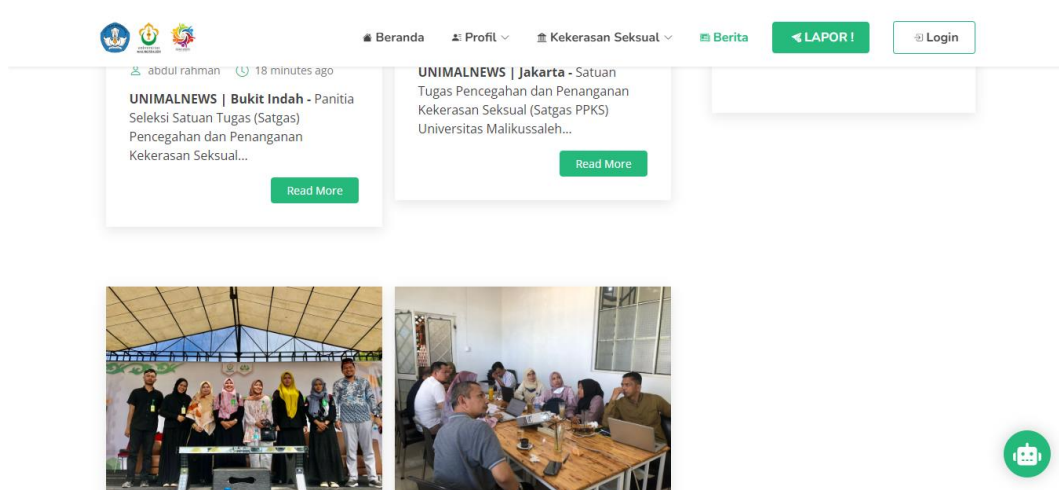 Beranda
Profil
Kekerasan Seksual
Berita
LAPOR !
Login
abdul rahman
18 minutes ago
UNIMALNEWS | Bukit Indah - Panitia
Seleksi Satuan Tugas (Satgas)
Pencegahan dan Penanganan
Kekerasan Seksual...
Read More
UNIMALNEWS | Jakarta - Satuan
Tugas Pencegahan dan Penanganan
Kekerasan Seksual (Satgas PPKS)
Universitas Malikussaleh...
Read More